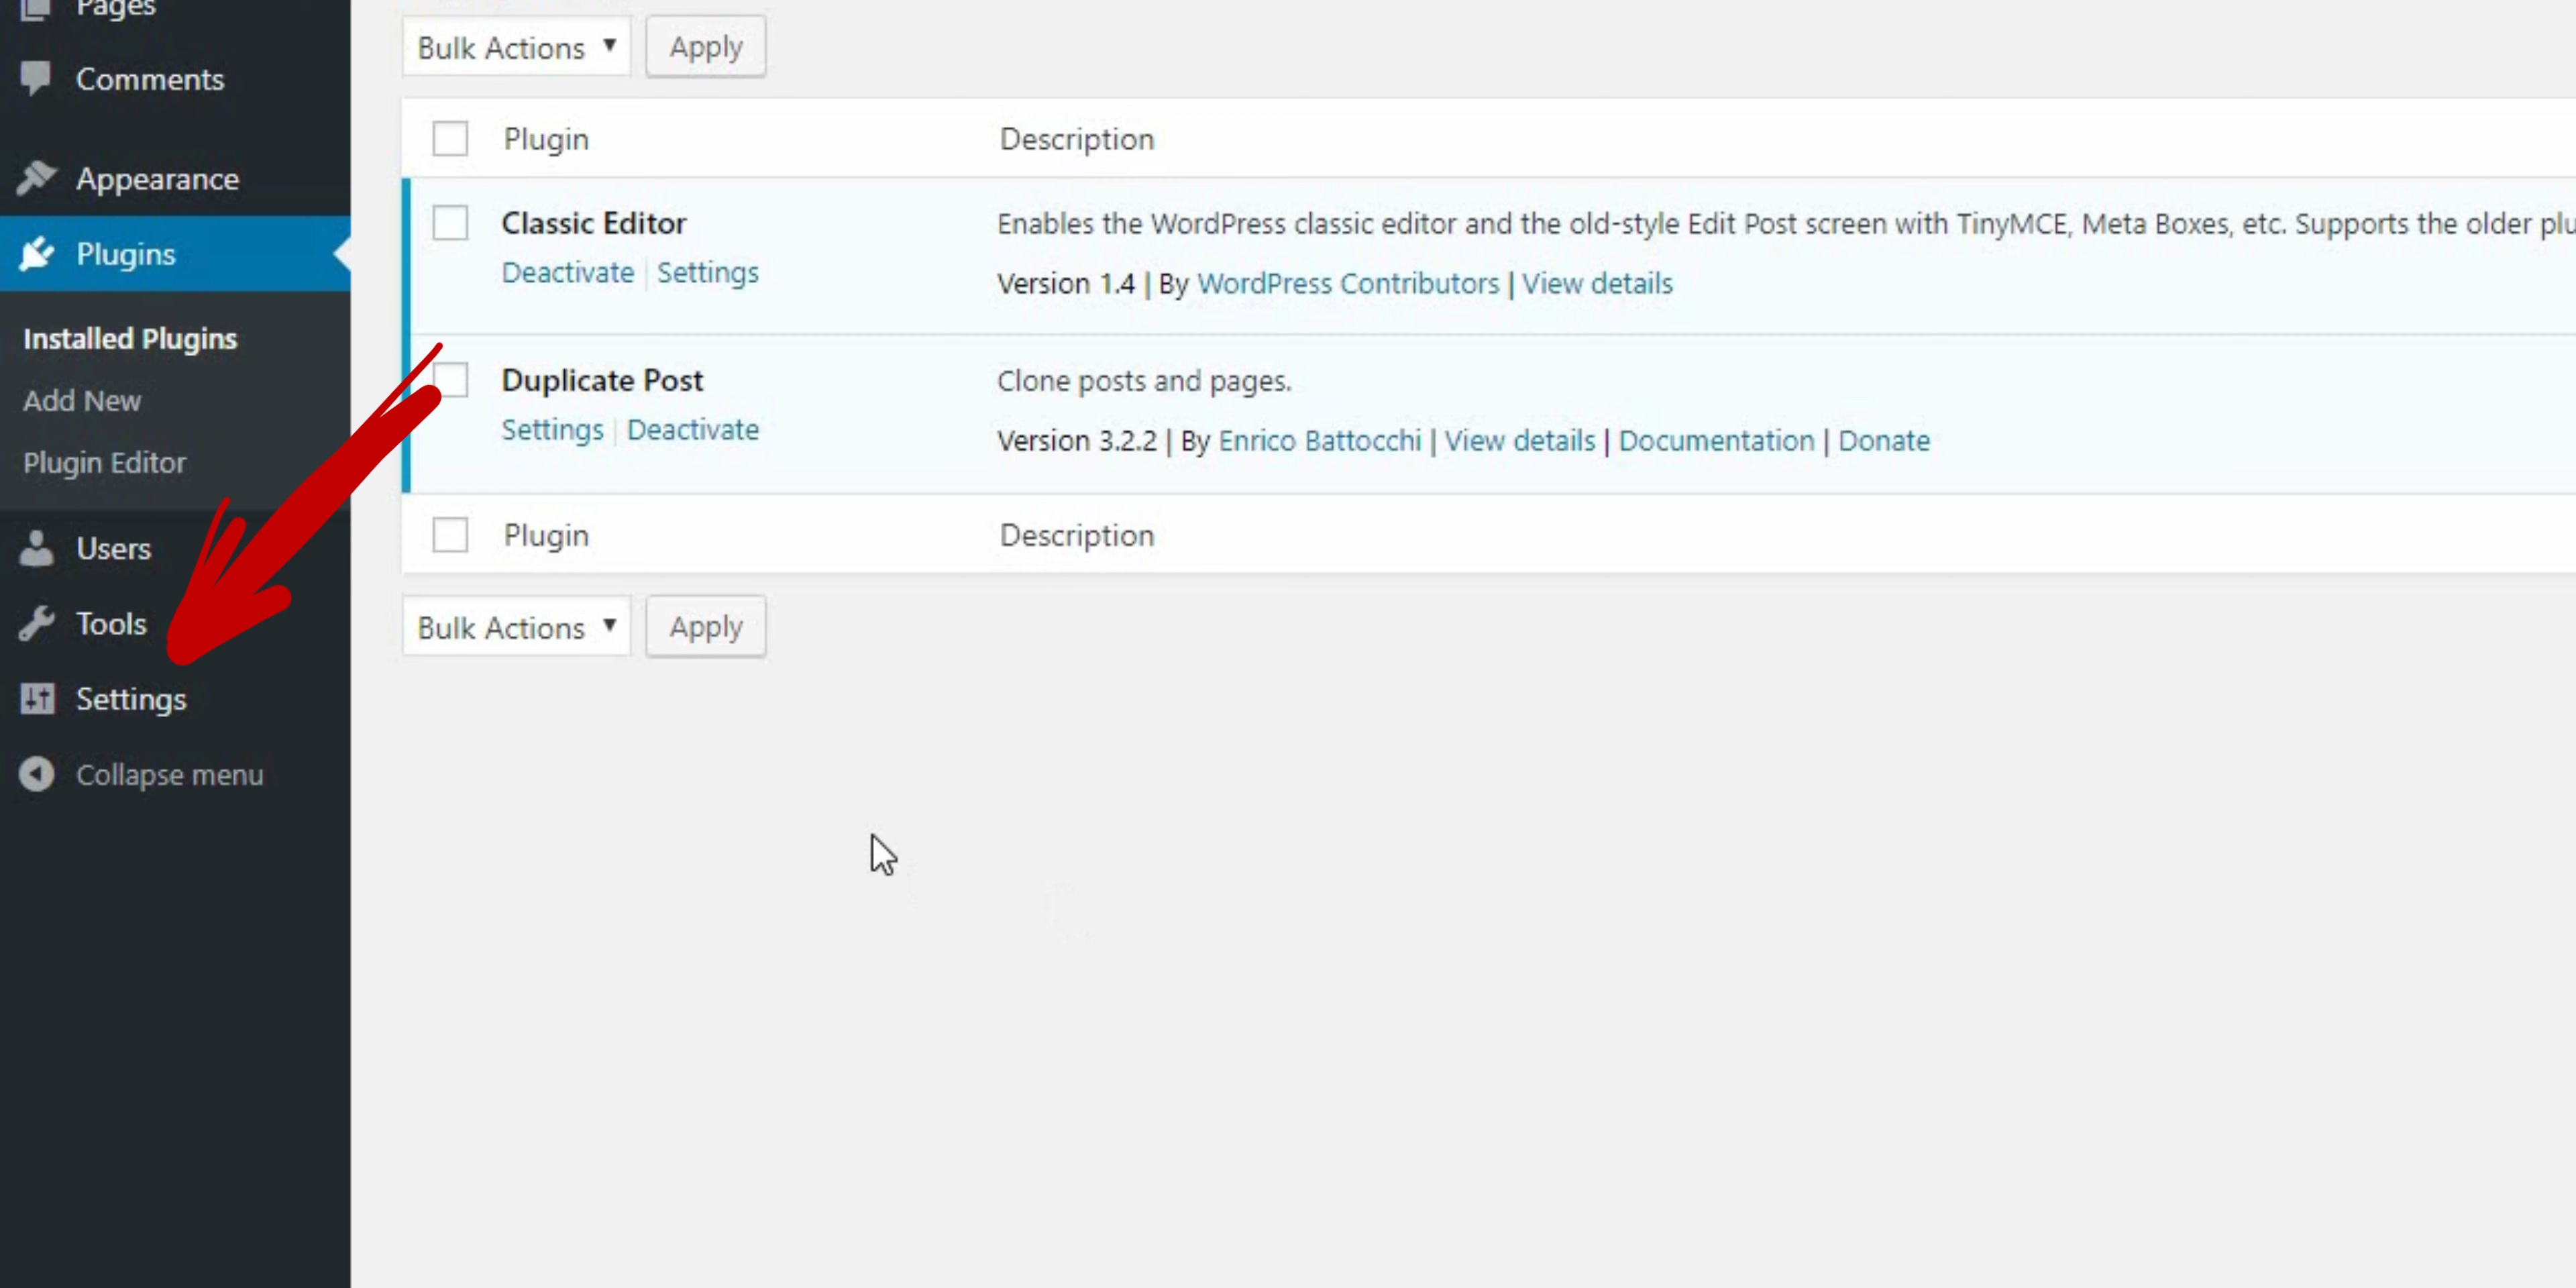 Pages
Comments
Appearance
Plugins
Installed Plugins
Add New
Plugin Editor
Users
Tools
Settings
Collapse menu
Bulk Actions Apply
Plugin Description
Classic Editor
Deactivate | Settings
Enables the WordPress classic editor and the old-style Edit Post screen with TinyMCE, Meta Boxes, etc. Supports the older
Version 1.4 | By WordPress Contributors | View details
Duplicate Post
Settings | Deactivate
Clone posts and pages.
Version 3.2.2 | By Enrico Battocchi | View details | Documentation | Donate
Plugin Description
Bulk Actions Apply